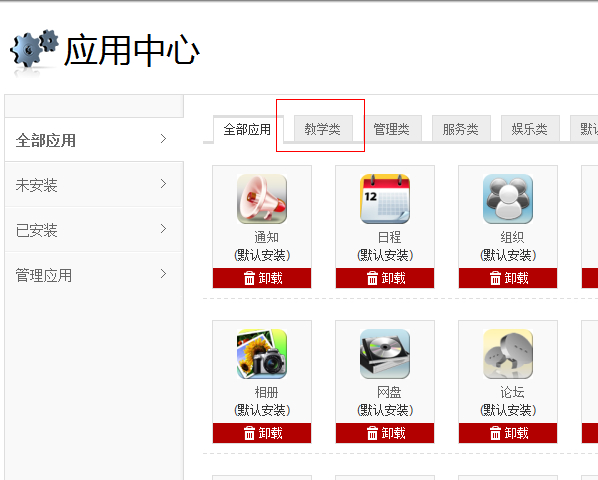 应用中心
全部应用
未安装
已安装
管理应用
全部应用 教学类 管理类 服务类 娱乐类 默认
12
通知 日程 组织
(默认安装) (默认安装) (默认安装)
卸载 卸载 卸载
相册 网盘 论坛
(默认安装) (默认安装) (默认安装)
卸载 卸载 卸载